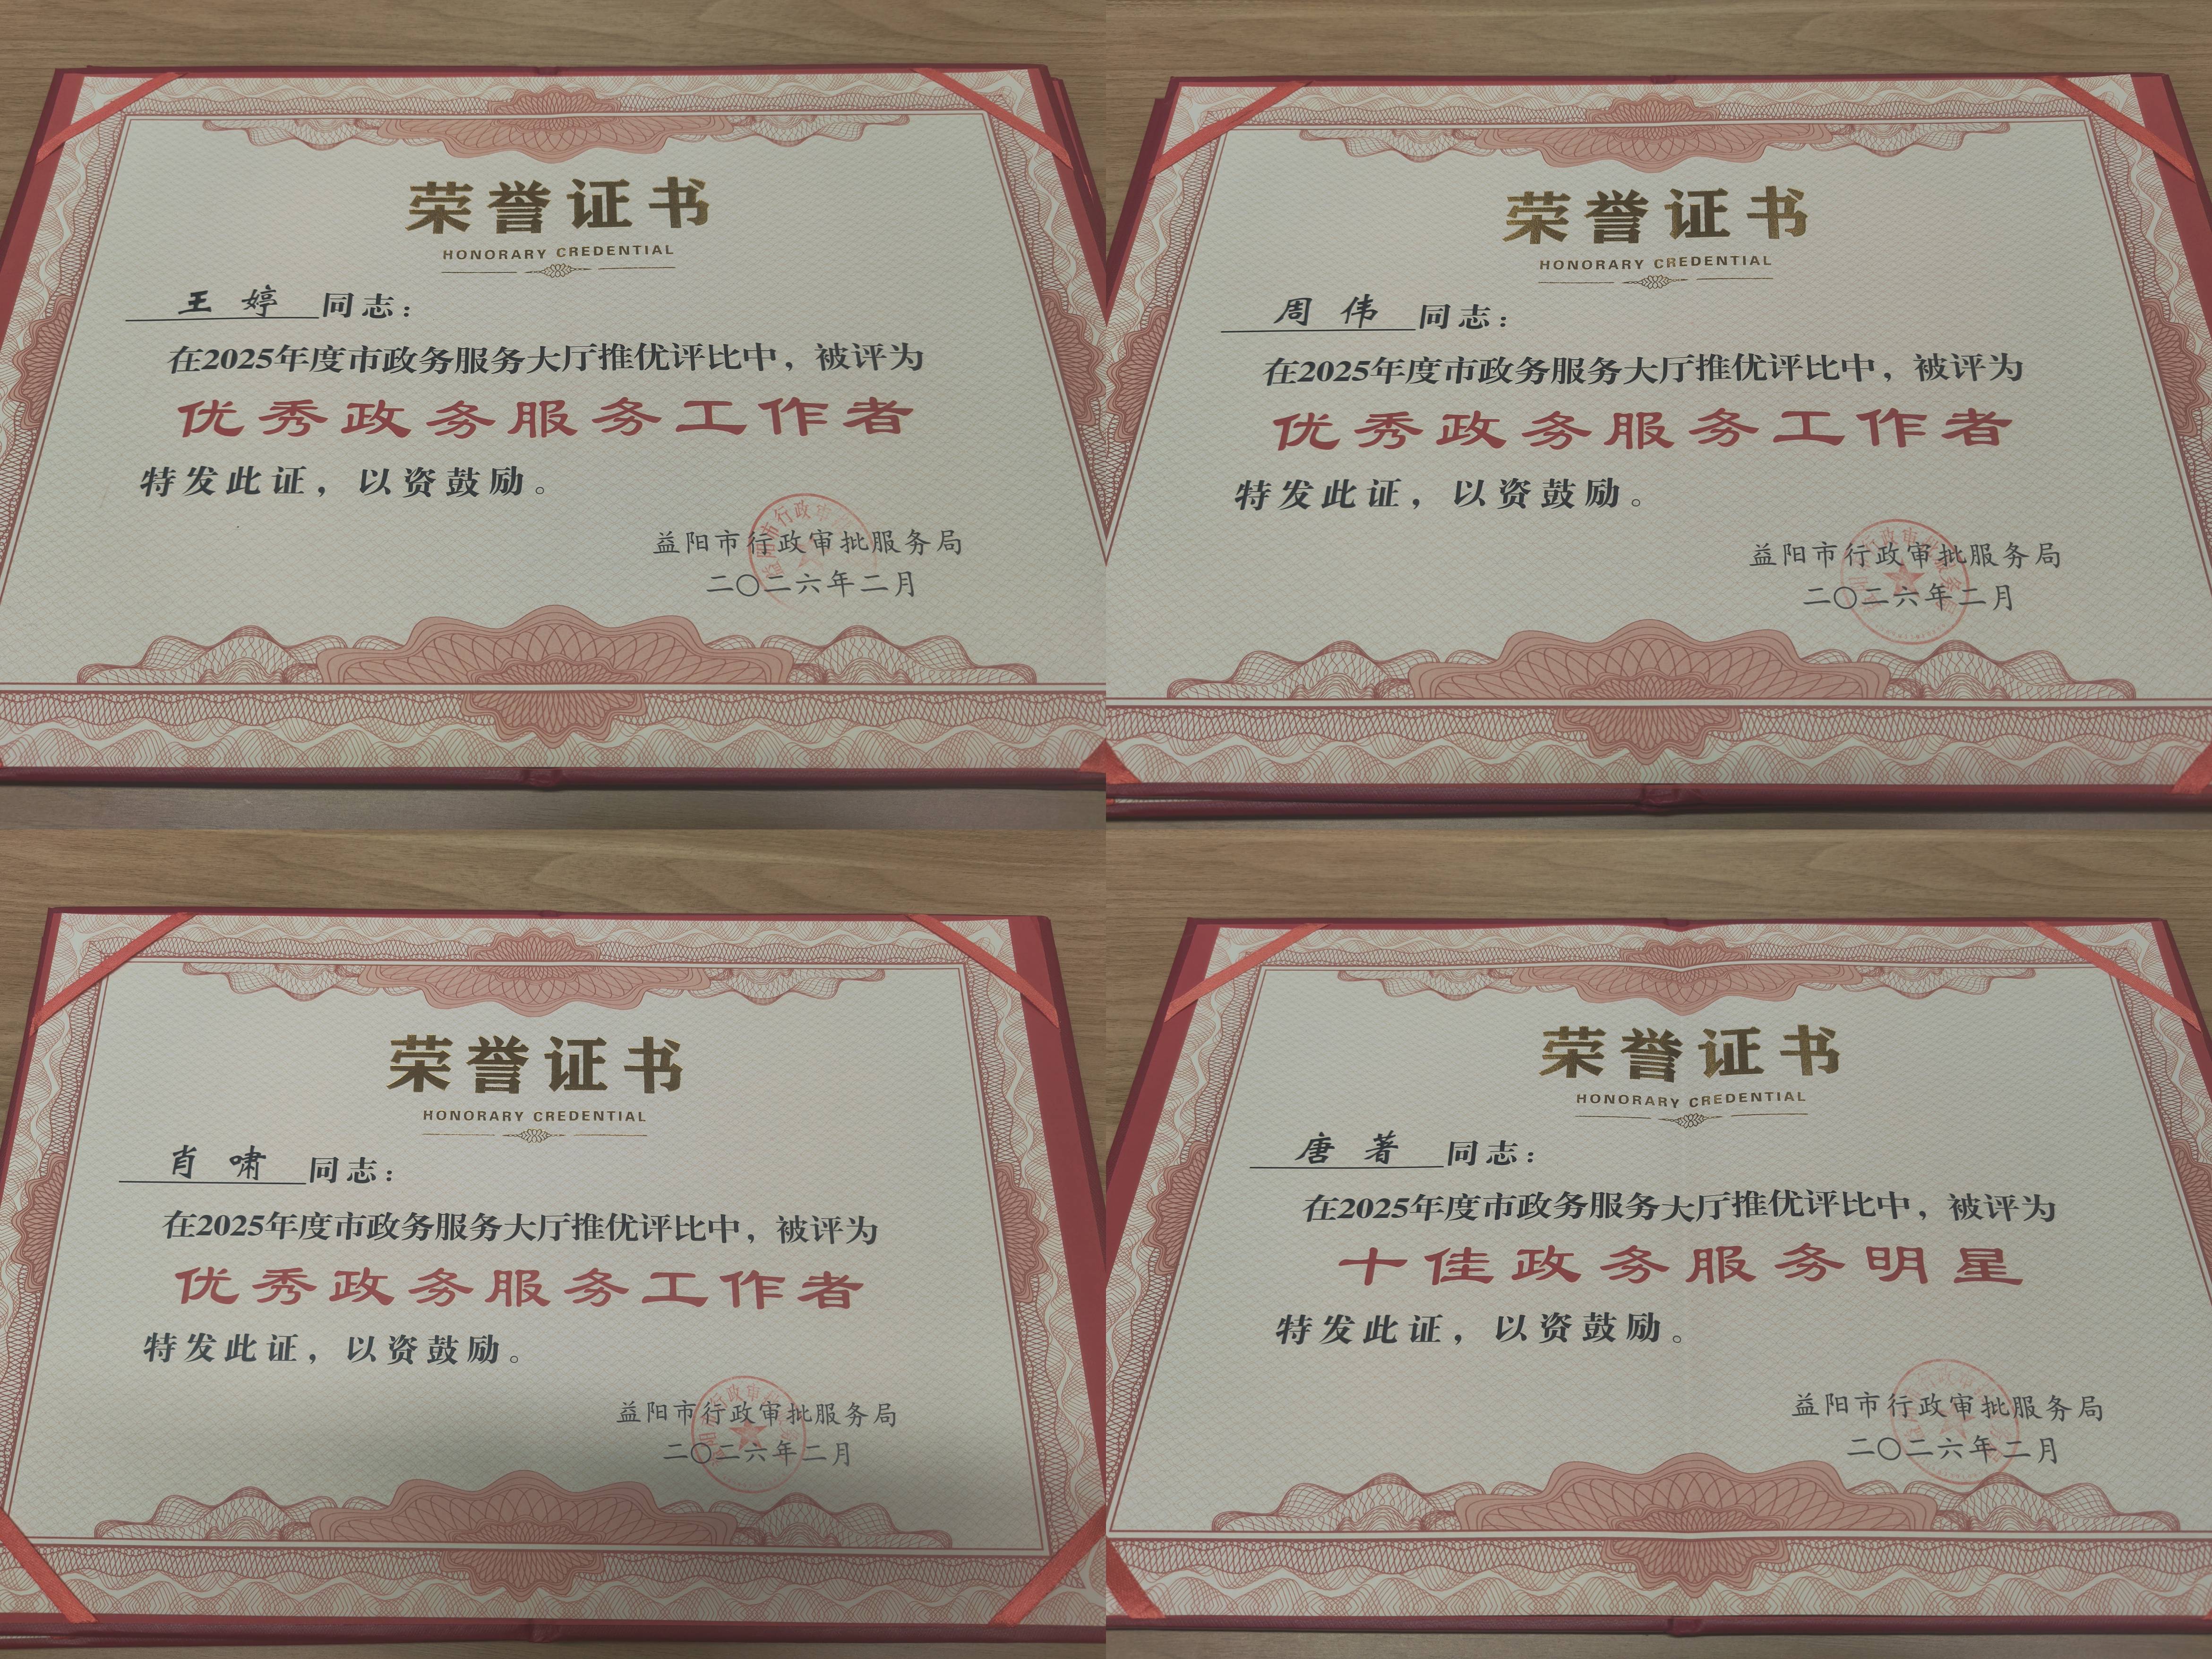 荣誉证书
HONORARY CREDENTIAL
王婷同志：
在2025年度市政务服务大厅推优评比中，被评为
优秀政务服务工作者
特发此证，以资鼓励。
益阳市行政审批服务局
二〇二六年二月
荣誉证书
HONORARY CREDENTIAL
周伟同志：
在2025年度市政务服务大厅推优评比中，被评为
优秀政务服务工作者
特发此证，以资鼓励。
益阳市行政审批服务局
二〇二六年二月
荣誉证书
HONORARY CREDENTIAL
肖啸同志：
在2025年度市政务服务大厅推优评比中，被评为
优秀政务服务工作者
特发此证，以资鼓励。
益阳市行政审批服务局
二〇二六年二月
荣誉证书
HONORARY CREDENTIAL
唐著同志：
在2025年度市政务服务大厅推优评比中，被评为
十佳政务服务明星
特发此证，以资鼓励。
益阳市行政审批服务局
二〇二六年二月